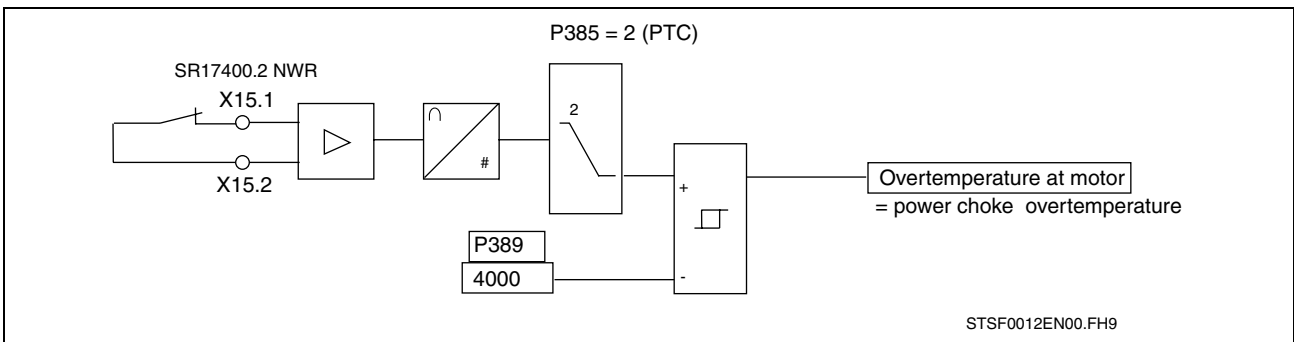 P385 = 2 (PTC)
SR17400.2 NWR
X15.1
X15.2
∩
#
2
+
-
Overtemperature at motor
= power choke overtemperature
P389
4000
STSF0012EN00.FH9